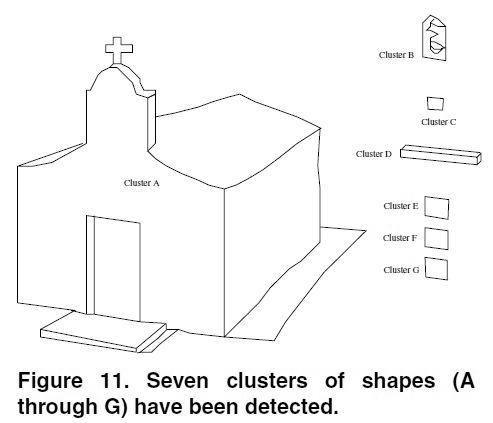 Cluster B
Cluster C
Cluster D
Cluster A
Cluster E
Cluster F
Cluster G
Figure 11. Seven clusters of shapes (A
through G) have been detected.